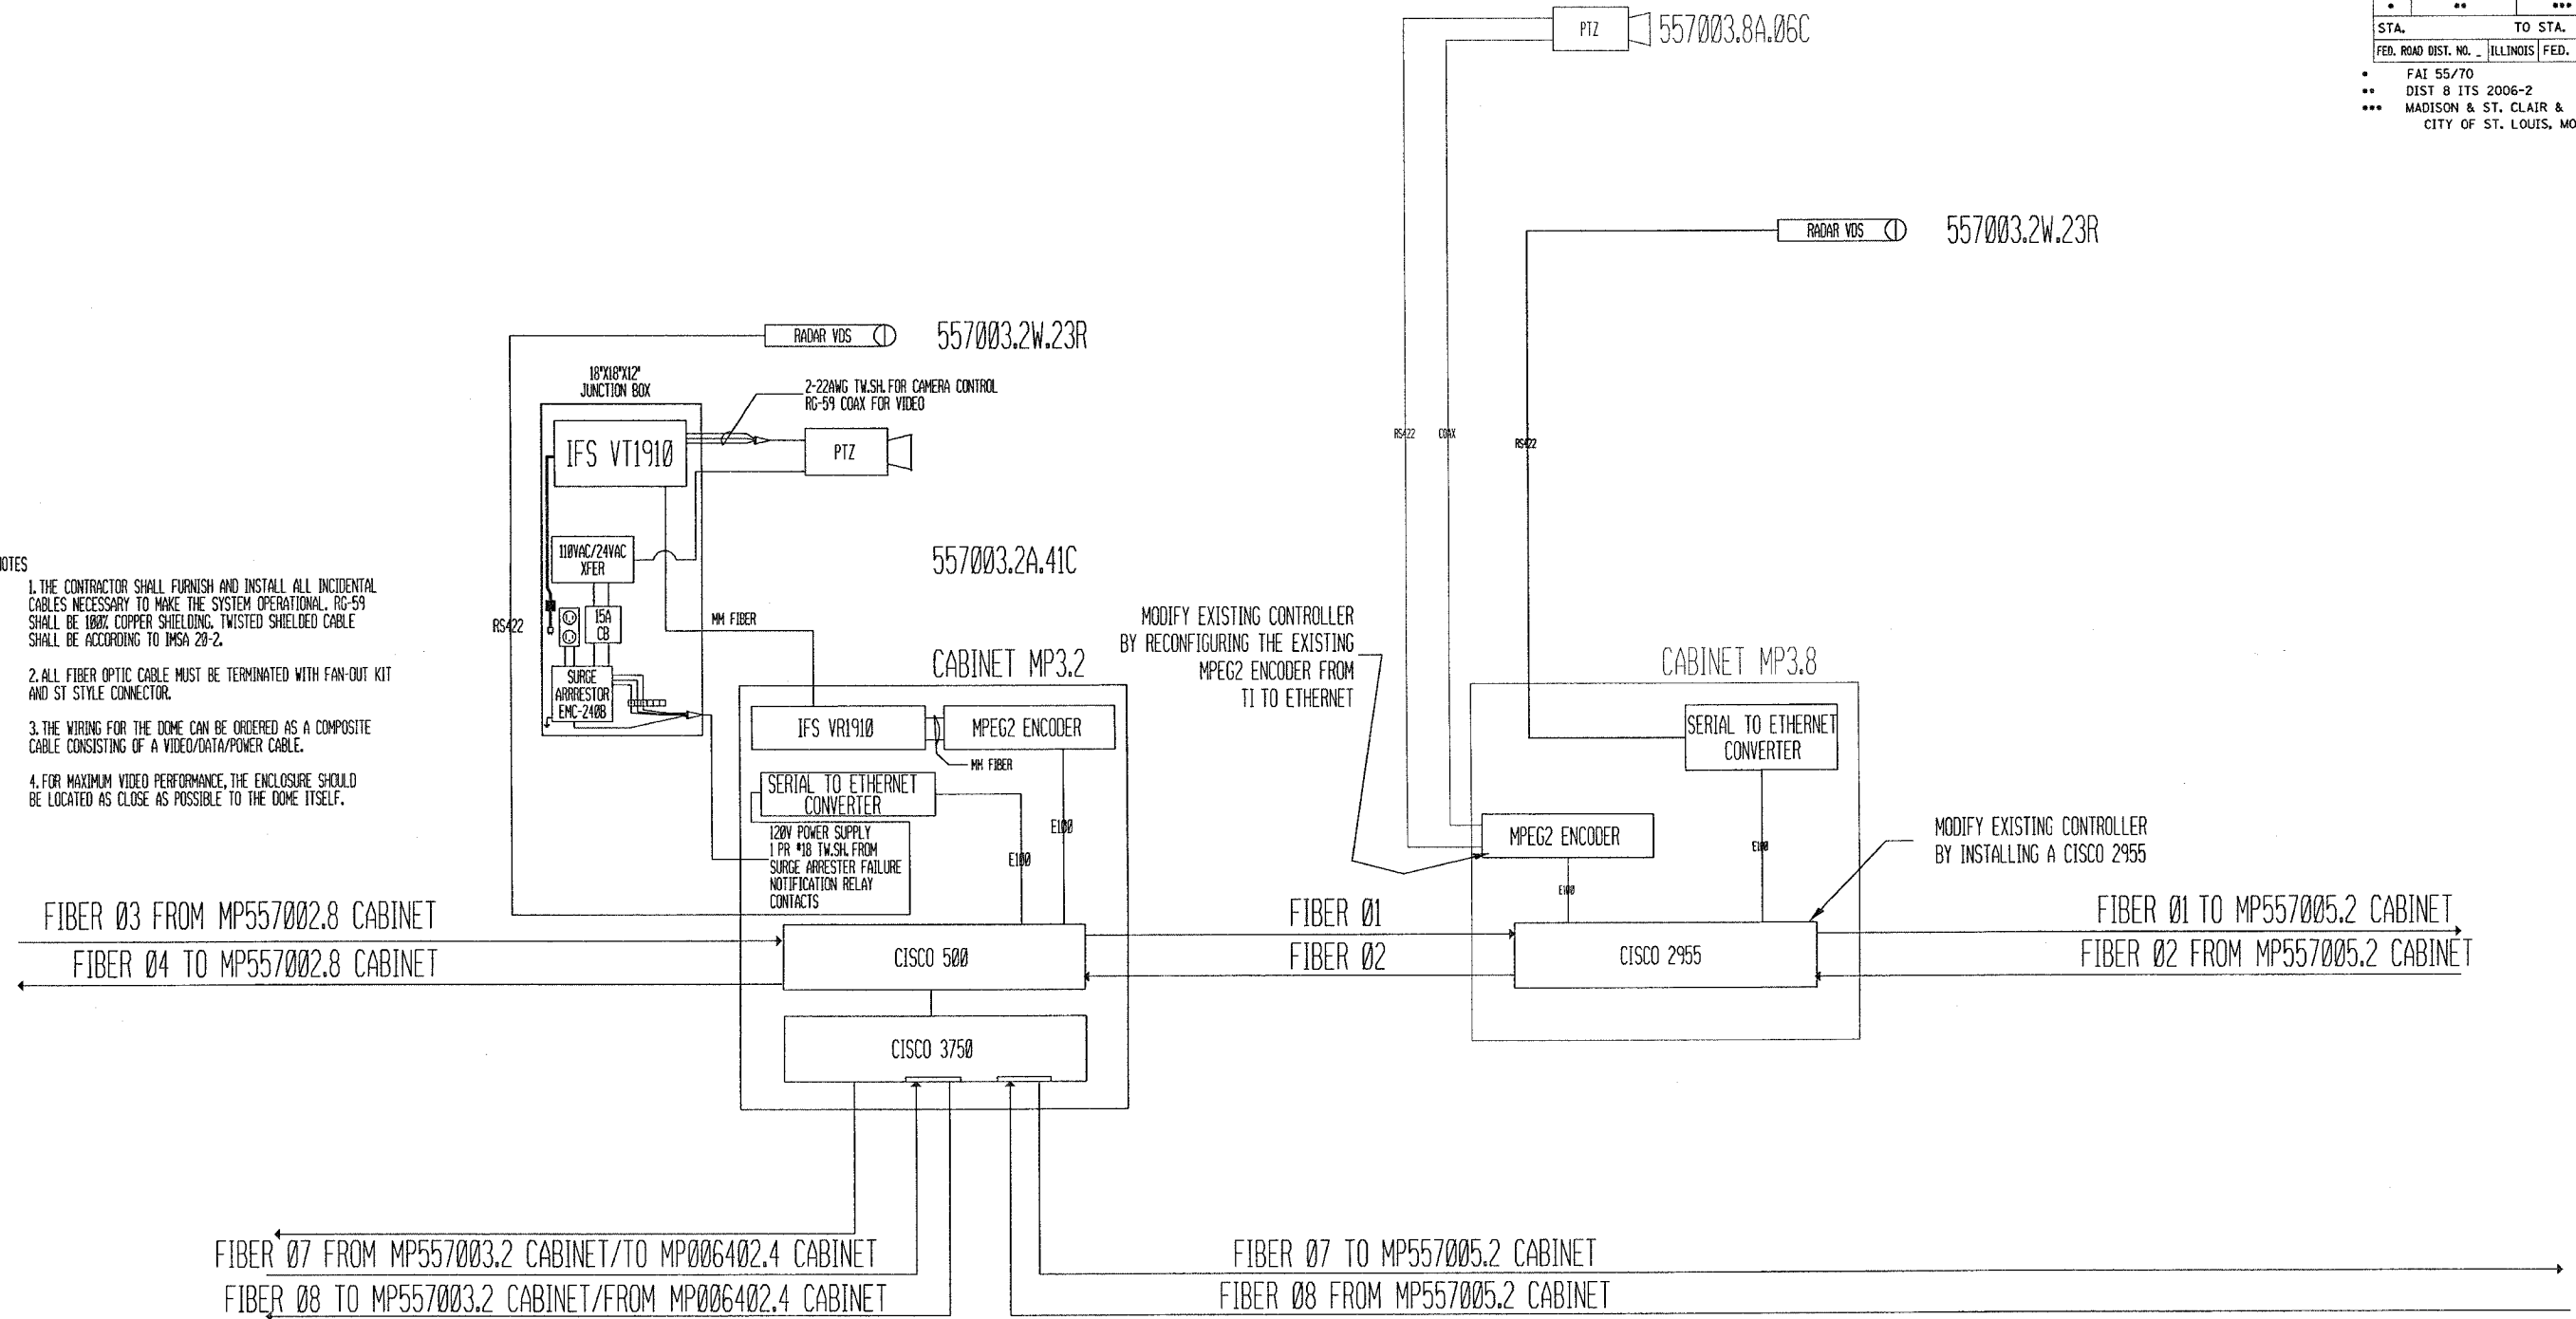 STA. TO STA.
FED. ROAD DIST. NO. _ ILLINOIS FED.
• FAI 55/70
•• DIST 8 ITS 2006-2
••• MADISON & ST. CLAIR &
CITY OF ST. LOUIS, MO
PTZ
557003.8A.06C
RADAR VDS
557003.2W.23R
RADAR VDS
557003.2W.23R
18"X18"X12"
JUNCTION BOX
2-22AWG TW.SH. FOR CAMERA CONTROL
RG-59 COAX FOR VIDEO
IFS VT1910
PTZ
RS422
COAX
RS422
110VAC/24VAC
XFER
557003.2A.41C
15A
CB
RS422
MM FIBER
SURGE
ARRRESTOR
EMC-240B
NOTES
1. THE CONTRACTOR SHALL FURNISH AND INSTALL ALL INCIDENTAL
CABLES NECESSARY TO MAKE THE SYSTEM OPERATIONAL. RG-59
SHALL BE 100% COPPER SHIELDING. TWISTED SHIELDED CABLE
SHALL BE ACCORDING TO IMSA 20-2.
2. ALL FIBER OPTIC CABLE MUST BE TERMINATED WITH FAN-OUT KIT
AND ST STYLE CONNECTOR.
3. THE WIRING FOR THE DOME CAN BE ORDERED AS A COMPOSITE
CABLE CONSISTING OF A VIDEO/DATA/POWER CABLE.
4. FOR MAXIMUM VIDEO PERFORMANCE, THE ENCLOSURE SHOULD
BE LOCATED AS CLOSE AS POSSIBLE TO THE DOME ITSELF.
CABINET MP3.2
IFS VR1910
MPEG2 ENCODER
MM FIBER
SERIAL TO ETHERNET
CONVERTER
120V POWER SUPPLY
1 PR #18 TW.SH. FROM
SURGE ARRESTER FAILURE
NOTIFICATION RELAY
CONTACTS
E100
E100
MODIFY EXISTING CONTROLLER
BY RECONFIGURING THE EXISTING
MPEG2 ENCODER FROM
TI TO ETHERNET
CABINET MP3.8
SERIAL TO ETHERNET
CONVERTER
MPEG2 ENCODER
E100
E100
MODIFY EXISTING CONTROLLER
BY INSTALLING A CISCO 2955
FIBER 03 FROM MP557002.8 CABINET
FIBER 04 TO MP557002.8 CABINET
CISCO 500
FIBER 01
FIBER 02
CISCO 2955
FIBER 01 TO MP557005.2 CABINET
FIBER 02 FROM MP557005.2 CABINET
CISCO 3750
FIBER 07 FROM MP557003.2 CABINET/TO MP006402.4 CABINET
FIBER 08 TO MP557003.2 CABINET/FROM MP006402.4 CABINET
FIBER 07 TO MP557005.2 CABINET
FIBER 08 FROM MP557005.2 CABINET